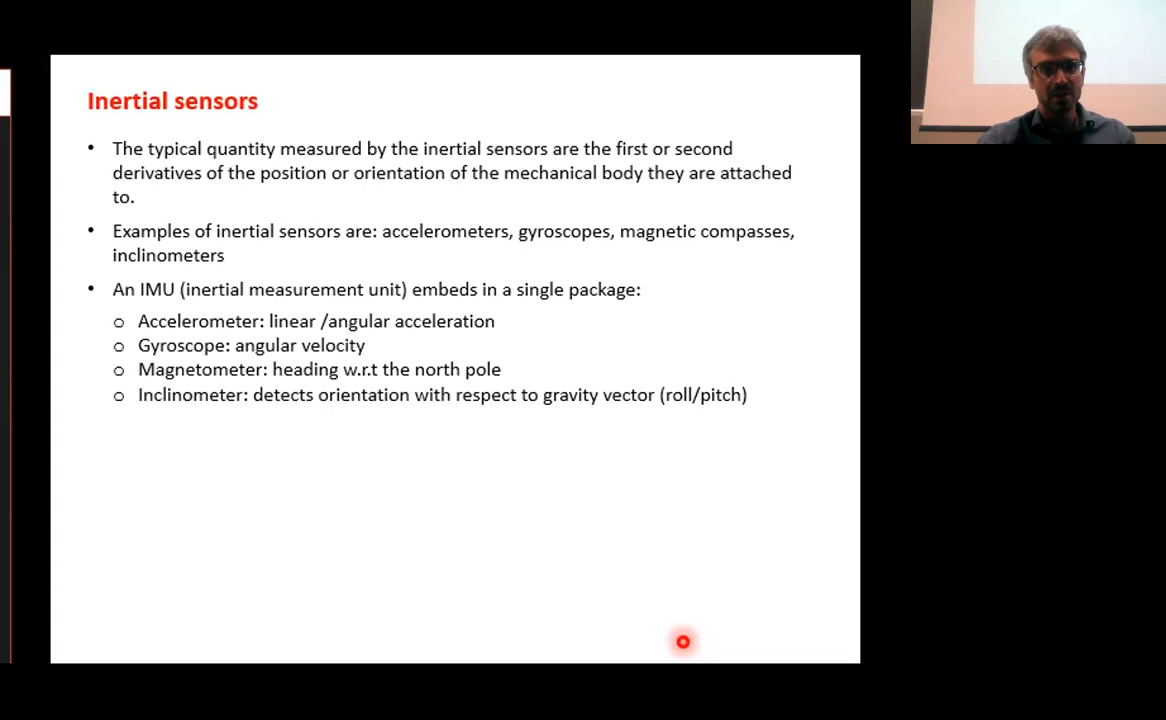 Inertial sensors
• The typical quantity measured by the inertial sensors are the first or second
derivatives of the position or orientation of the mechanical body they are attached
to.
• Examples of inertial sensors are: accelerometers, gyroscopes, magnetic compasses,
inclinometers
• An IMU (inertial measurement unit) embeds in a single package:
o Accelerometer: linear /angular acceleration
o Gyroscope: angular velocity
o Magnetometer: heading w.r.t the north pole
o Inclinometer: detects orientation with respect to gravity vector (roll/pitch)